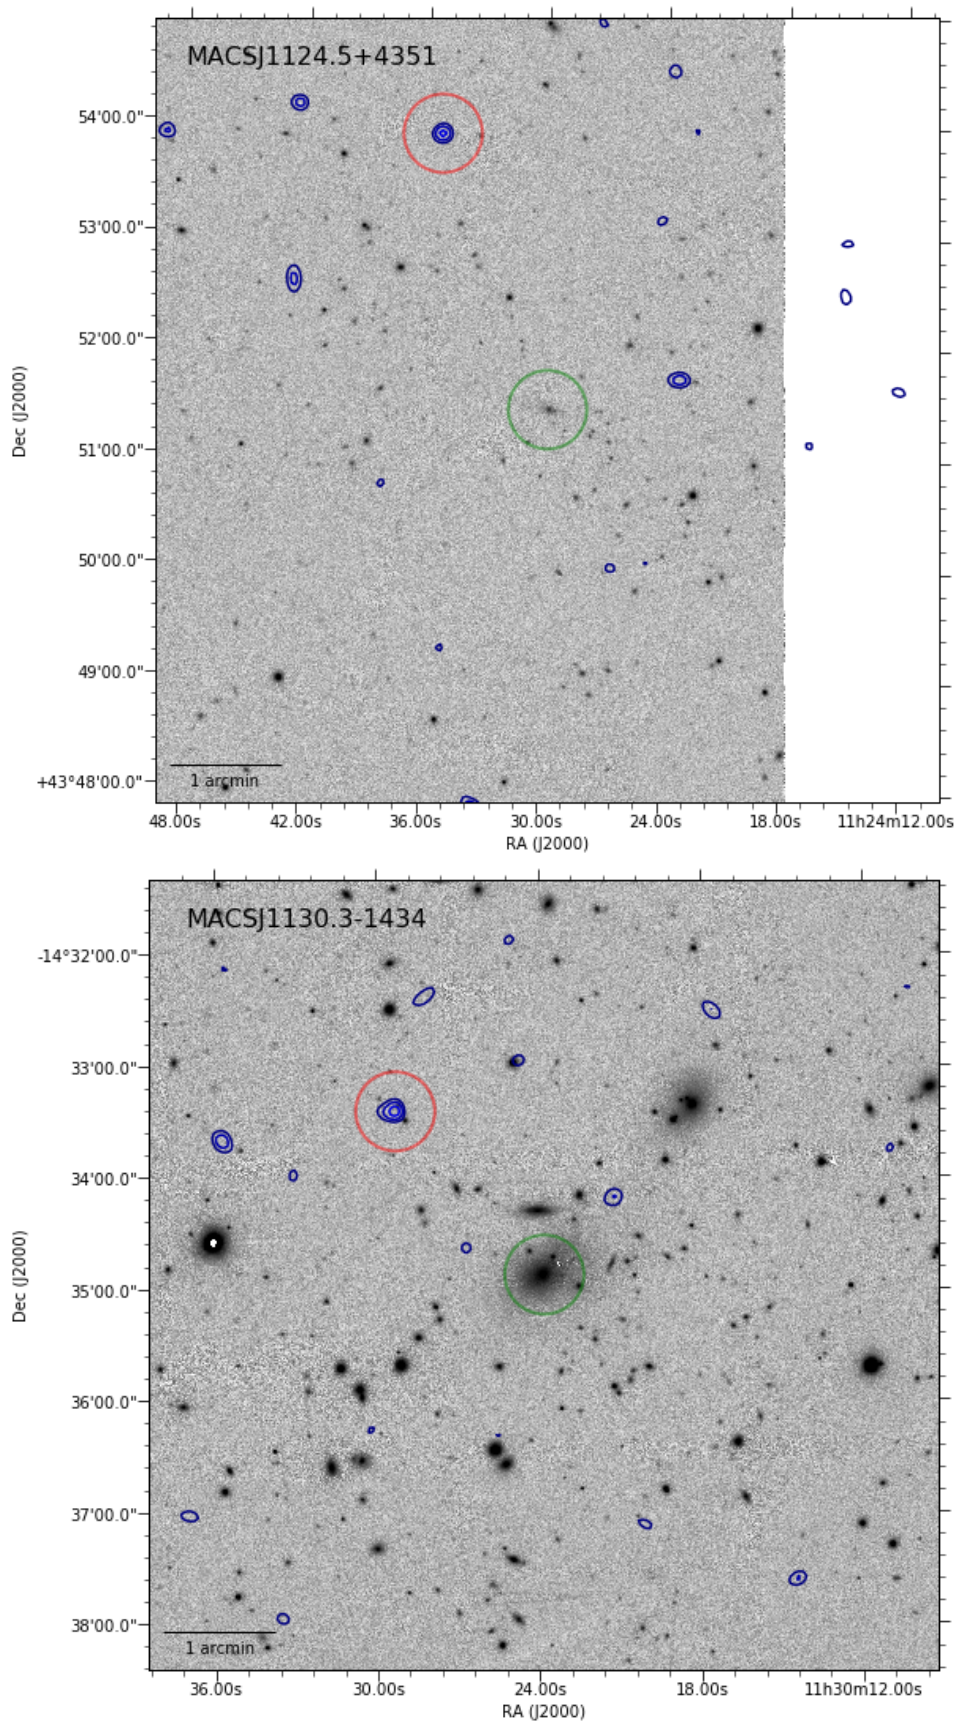 MACSJ1124.5+4351
54'00.0"
53'00.0"
52'00.0"
51'00.0"
50'00.0"
49'00.0"
+43°48'00.0"
Dec (J2000)
1 arcmin
48.00s 42.00s 36.00s 30.00s 24.00s 18.00s 11h24m12.00s
RA (J2000)
MACSJ1130.3-1434
-14°32'00.0"
33'00.0"
34'00.0"
35'00.0"
36'00.0"
37'00.0"
38'00.0"
Dec (J2000)
1 arcmin
36.00s 30.00s 24.00s 18.00s 11h30m12.00s
RA (J2000)